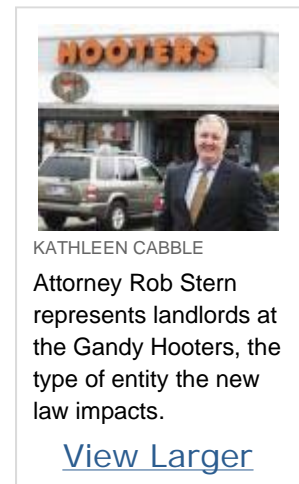 HOOTERS
KATHLEEN CABBLE
Attorney Rob Stern
represents landlords at
the Gandy Hooters, the
type of entity the new
law impacts.
View Larger